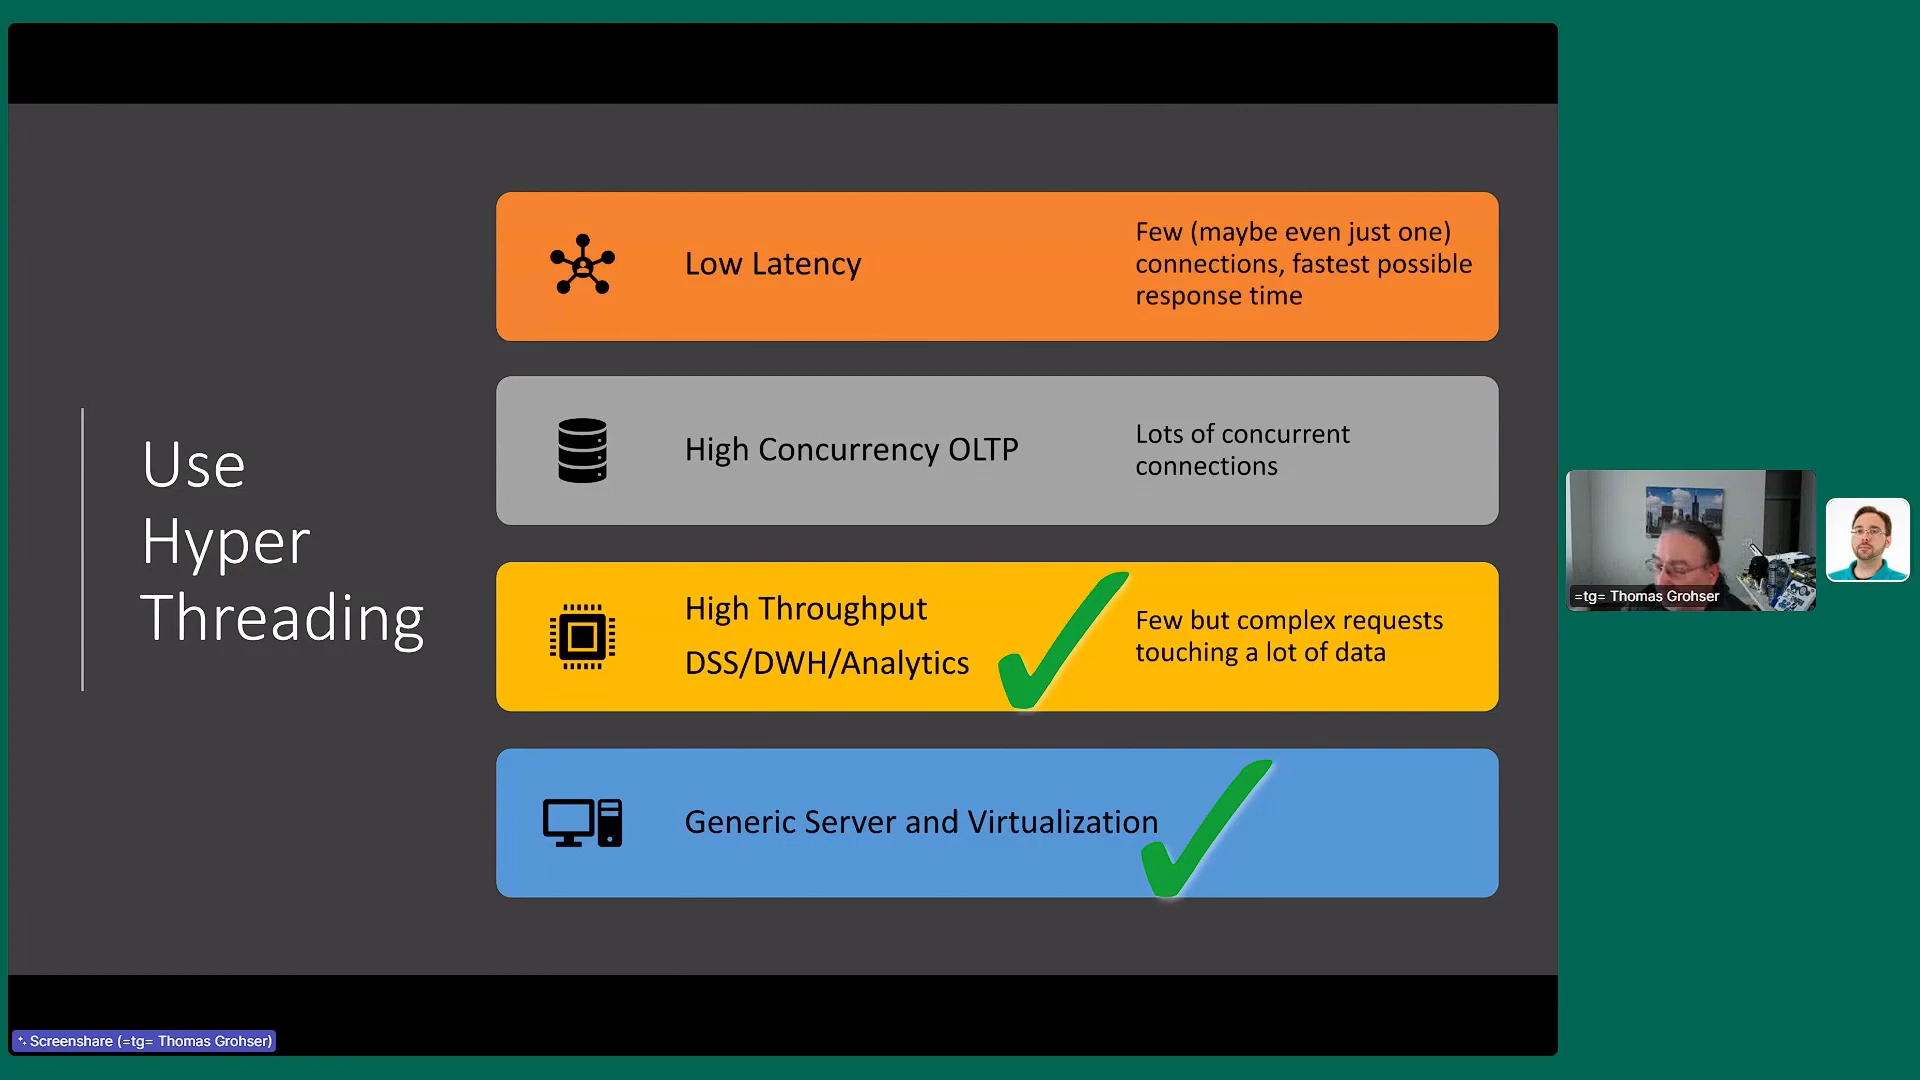 Use
Hyper
Threading
Low Latency
Few (maybe even just one)
connections, fastest possible
response time
High Concurrency OLTP
Lots of concurrent
connections
High Throughput
DSS/DWH/Analytics
Few but complex requests
touching a lot of data
Generic Server and Virtualization
=tg= Thomas Grohser
Screenshare (=tg= Thomas Grohser)